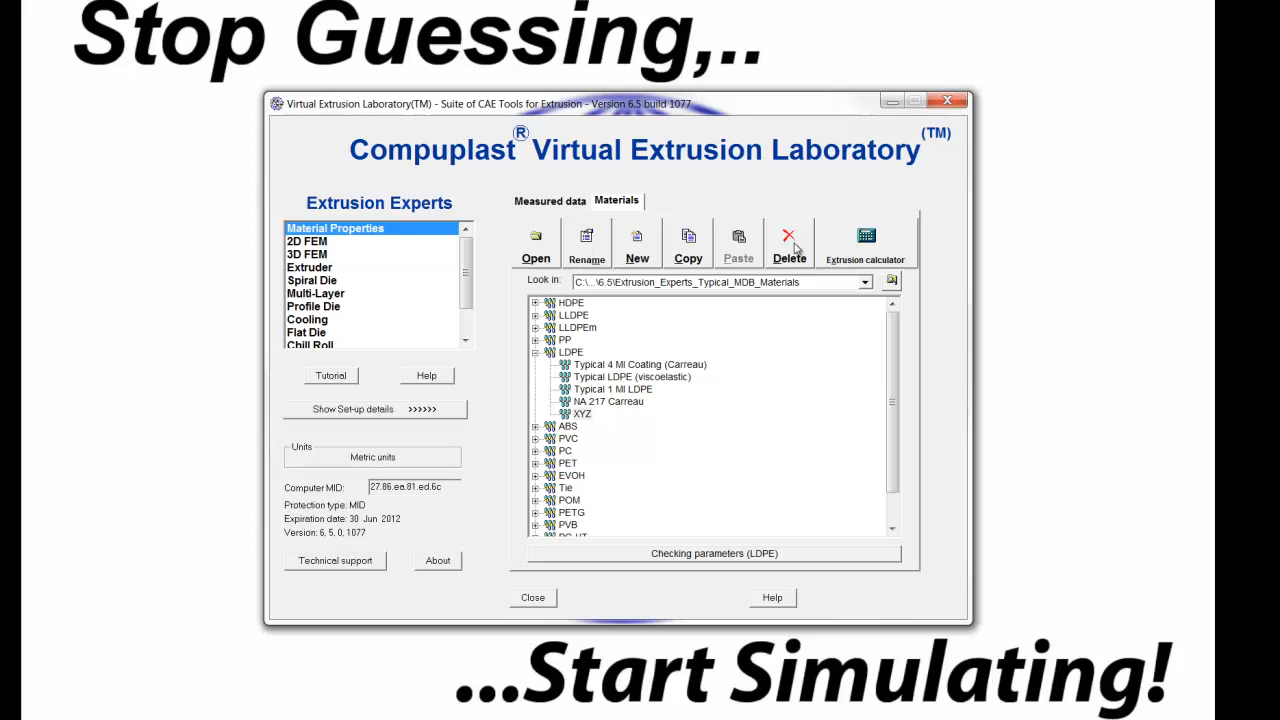 Stop Guessing,..
Virtual Extrusion Laboratory(TM) - Suite of CAE Tools for Extrusion - Version 6.5 build 1077
Compuplast® Virtual Extrusion Laboratory (TM)
Extrusion Experts
Material Properties
2D FEM
3D FEM
Extruder
Spiral Die
Multi-Layer
Profile Die
Cooling
Flat Die
Chill Roll
Tutorial
Help
Show Set-up details >>>>>>
Units
Metric units
Computer MID: 27.86.ea.81.ed.6c
Protection type: MID
Expiration date: 30 Jun 2012
Version: 6, 5, 0, 1077
Technical support
About
Measured data
Materials
Open
Rename
New
Copy
Paste
Delete
Extrusion calculator
Look in: C:\...\6.5\Extrusion_Experts_Typical_MDB_Materials
HDPE
LLDPE
LLDPEm
PP
LDPE
Typical 4 MI Coating (Carreau)
Typical LDPE (viscoelastic)
Typical 1 MI LDPE
NA 217 Carreau
XYZ
ABS
PVC
PC
PET
EVOH
Tie
POM
PETG
PVB
Checking parameters (LDPE)
Close
Help
...Start Simulating!